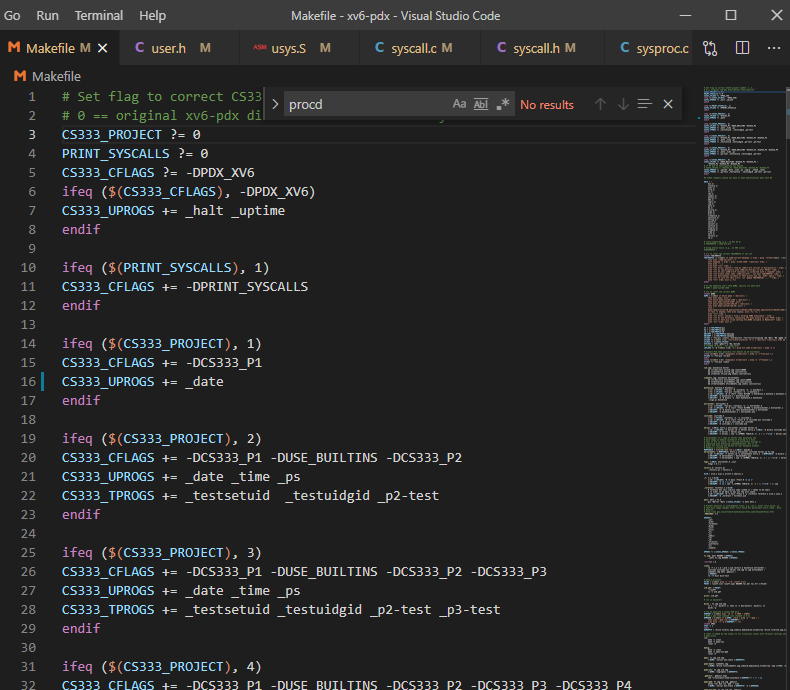 Go Run Terminal Help Makefile - xv6-pdx - Visual Studio Code
M Makefile M C user.h M ASM usys.S M C syscall.c M C syscall.h M C sysproc.c
M Makefile
procd Aa Abl .* No results
1 # Set flag to correct CS33
2 # 0 == original xv6-pdx di
3 CS333_PROJECT ?= 0
4 PRINT_SYSCALLS ?= 0
5 CS333_CFLAGS ?= -DPDX_XV6
6 ifeq ($(CS333_CFLAGS), -DPDX_XV6)
7 CS333_UPROGS += _halt _uptime
8 endif
9
10 ifeq ($(PRINT_SYSCALLS), 1)
11 CS333_CFLAGS += -DPRINT_SYSCALLS
12 endif
13
14 ifeq ($(CS333_PROJECT), 1)
15 CS333_CFLAGS += -DCS333_P1
16 CS333_UPROGS += _date
17 endif
18
19 ifeq ($(CS333_PROJECT), 2)
20 CS333_CFLAGS += -DCS333_P1 -DUSE_BUILTINS -DCS333_P2
21 CS333_UPROGS += _date _time _ps
22 CS333_TPROGS += _testsetuid _testuidgid _p2-test
23 endif
24
25 ifeq ($(CS333_PROJECT), 3)
26 CS333_CFLAGS += -DCS333_P1 -DUSE_BUILTINS -DCS333_P2 -DCS333_P3
27 CS333_UPROGS += _date _time _ps
28 CS333_TPROGS += _testsetuid _testuidgid _p2-test _p3-test
29 endif
30
31 ifeq ($(CS333_PROJECT), 4)
32 CS333_CFLAGS += -DCS333_P1 -DUSE_BUILTINS -DCS333_P2 -DCS333_P3 -DCS333_P4